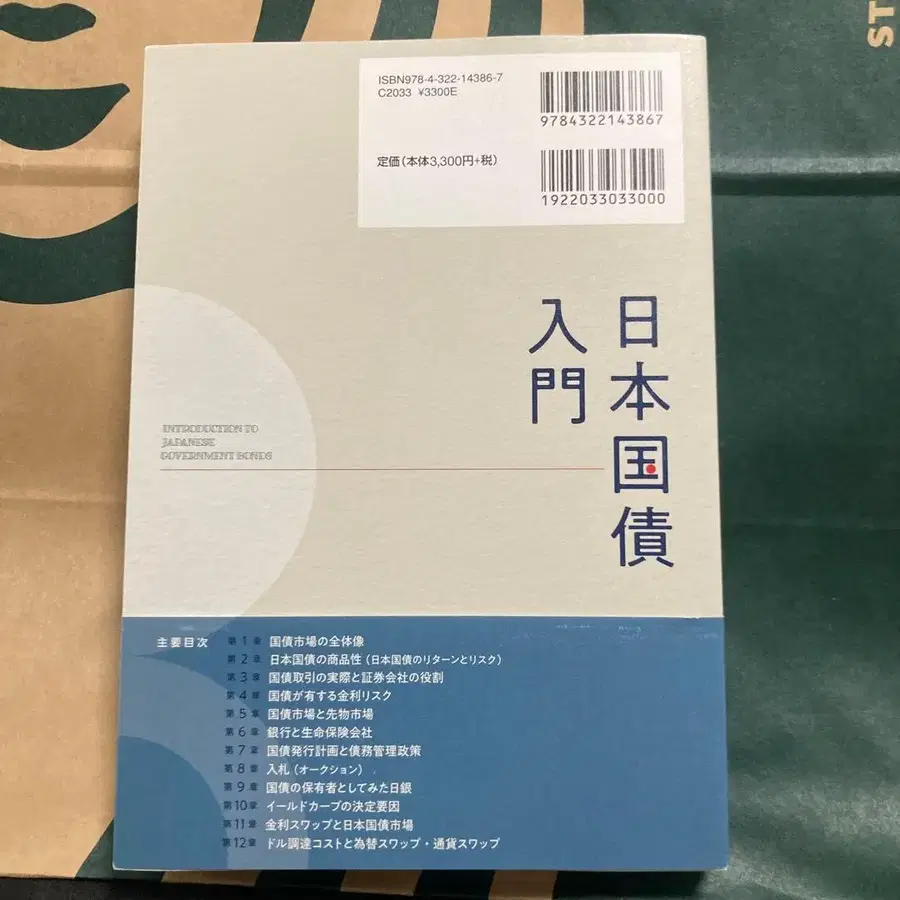 ST
ISBN978-4-322-14386-7
C2033 ¥3300E
9784322143867
定価(本体3,300円+税)
1922033033000
日本国債
入門
INTRODUCTION TO
JAPANESE
GOVERNMENT BONDS
主要目次
第1章 国債市場の全体像
第2章 日本国債の商品性(日本国債のリターンとリスク)
第3章 国債取引の実際と証券会社の役割
第4章 国債が有する金利リスク
第5章 国債市場と先物市場
第6章 銀行と生命保険会社
第7章 国債発行計画と債務管理政策
第8章 入札(オークション)
第9章 国債の保有者としてみた日銀
第10章 イールドカーブの決定要因
第11章 金利スワップと日本国債市場
第12章 ドル調達コストと為替スワップ・通貨スワップ